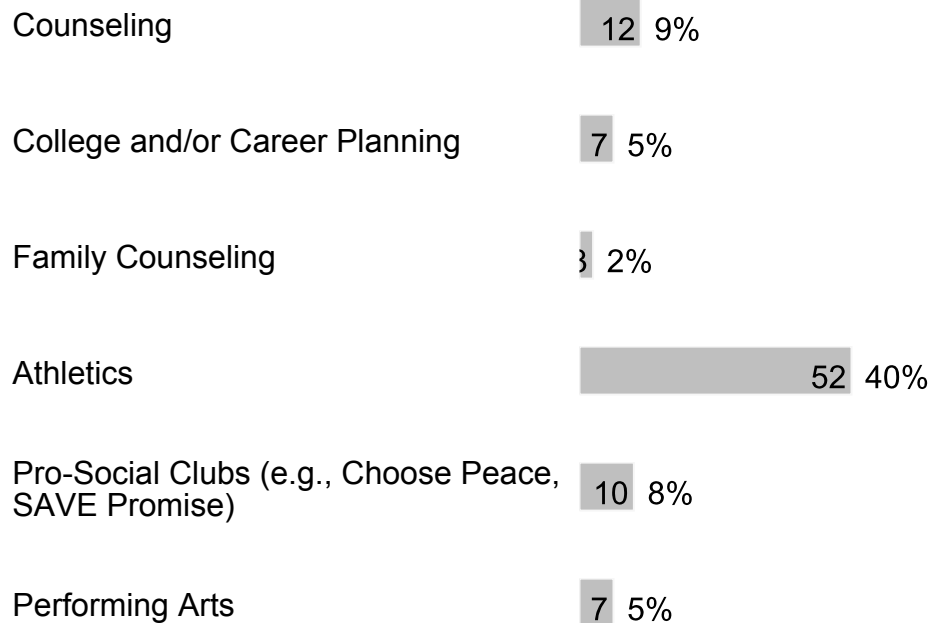 Counseling 12 9%
College and/or Career Planning 7 5%
Family Counseling 3 2%
Athletics 52 40%
Pro-Social Clubs (e.g., Choose Peace,
SAVE Promise) 10 8%
Performing Arts 7 5%